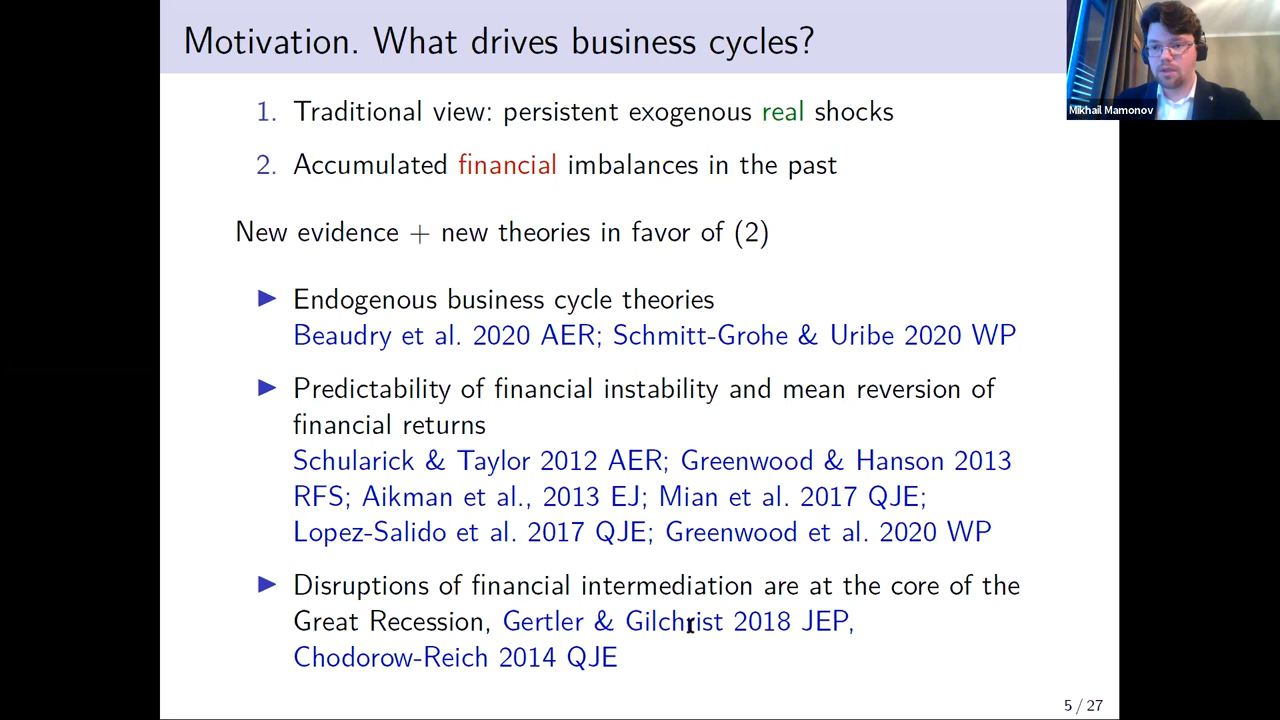 Motivation. What drives business cycles?
Mikhail Mamonov
1. Traditional view: persistent exogenous real shocks
2. Accumulated financial imbalances in the past
New evidence + new theories in favor of (2)
▶ Endogenous business cycle theories
Beaudry et al. 2020 AER; Schmitt-Grohe & Uribe 2020 WP
▶ Predictability of financial instability and mean reversion of
financial returns
Schularick & Taylor 2012 AER; Greenwood & Hanson 2013
RFS; Aikman et al., 2013 EJ; Mian et al. 2017 QJE;
Lopez-Salido et al. 2017 QJE; Greenwood et al. 2020 WP
▶ Disruptions of financial intermediation are at the core of the
Great Recession, Gertler & Gilchrist 2018 JEP,
Chodorow-Reich 2014 QJE
5 / 27